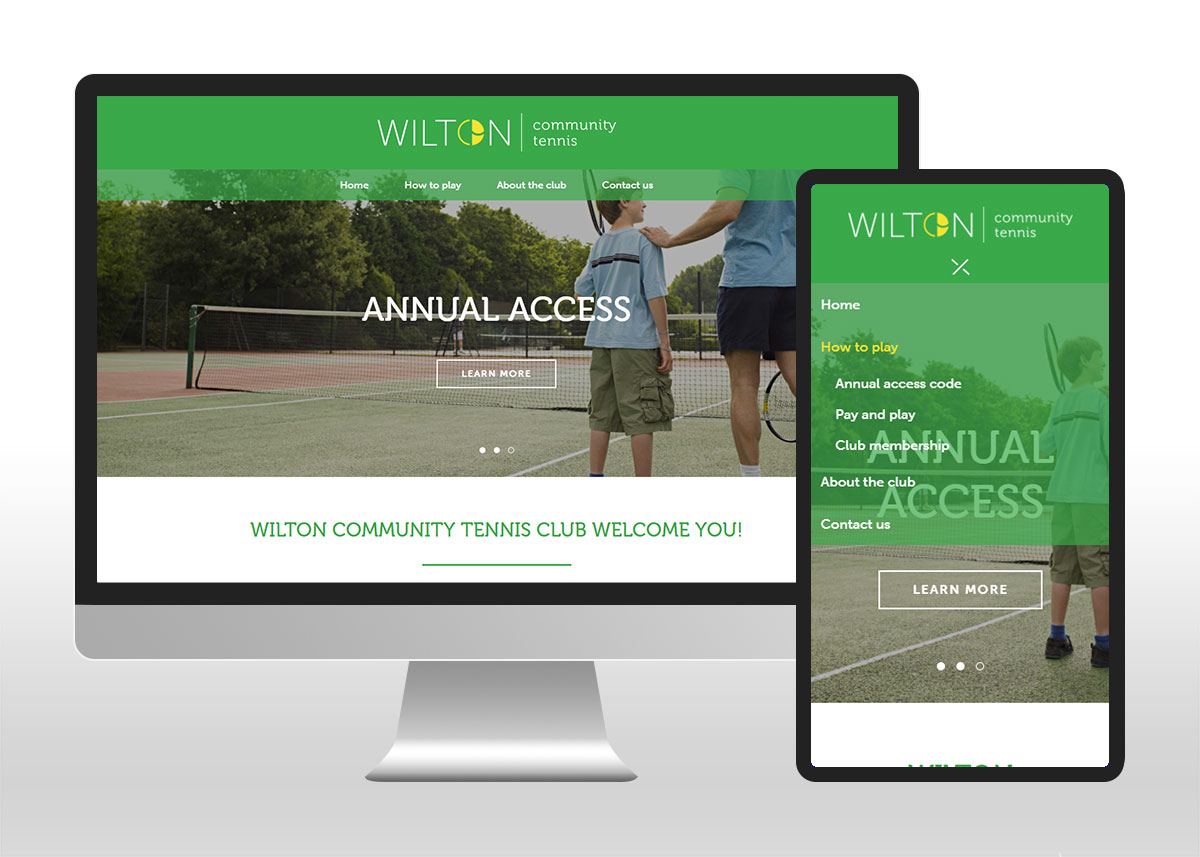 WILTON
community
tennis
Home How to play About the club Contact us
ANNUAL ACCESS
LEARN MORE
WILTON COMMUNITY TENNIS CLUB WELCOME YOU!
WILTON
community
tennis
Home
How to play
Annual access code
Pay and play
Club membership
ANNUAL
About the club
ACCESS
Contact us
LEARN MORE
WILTON